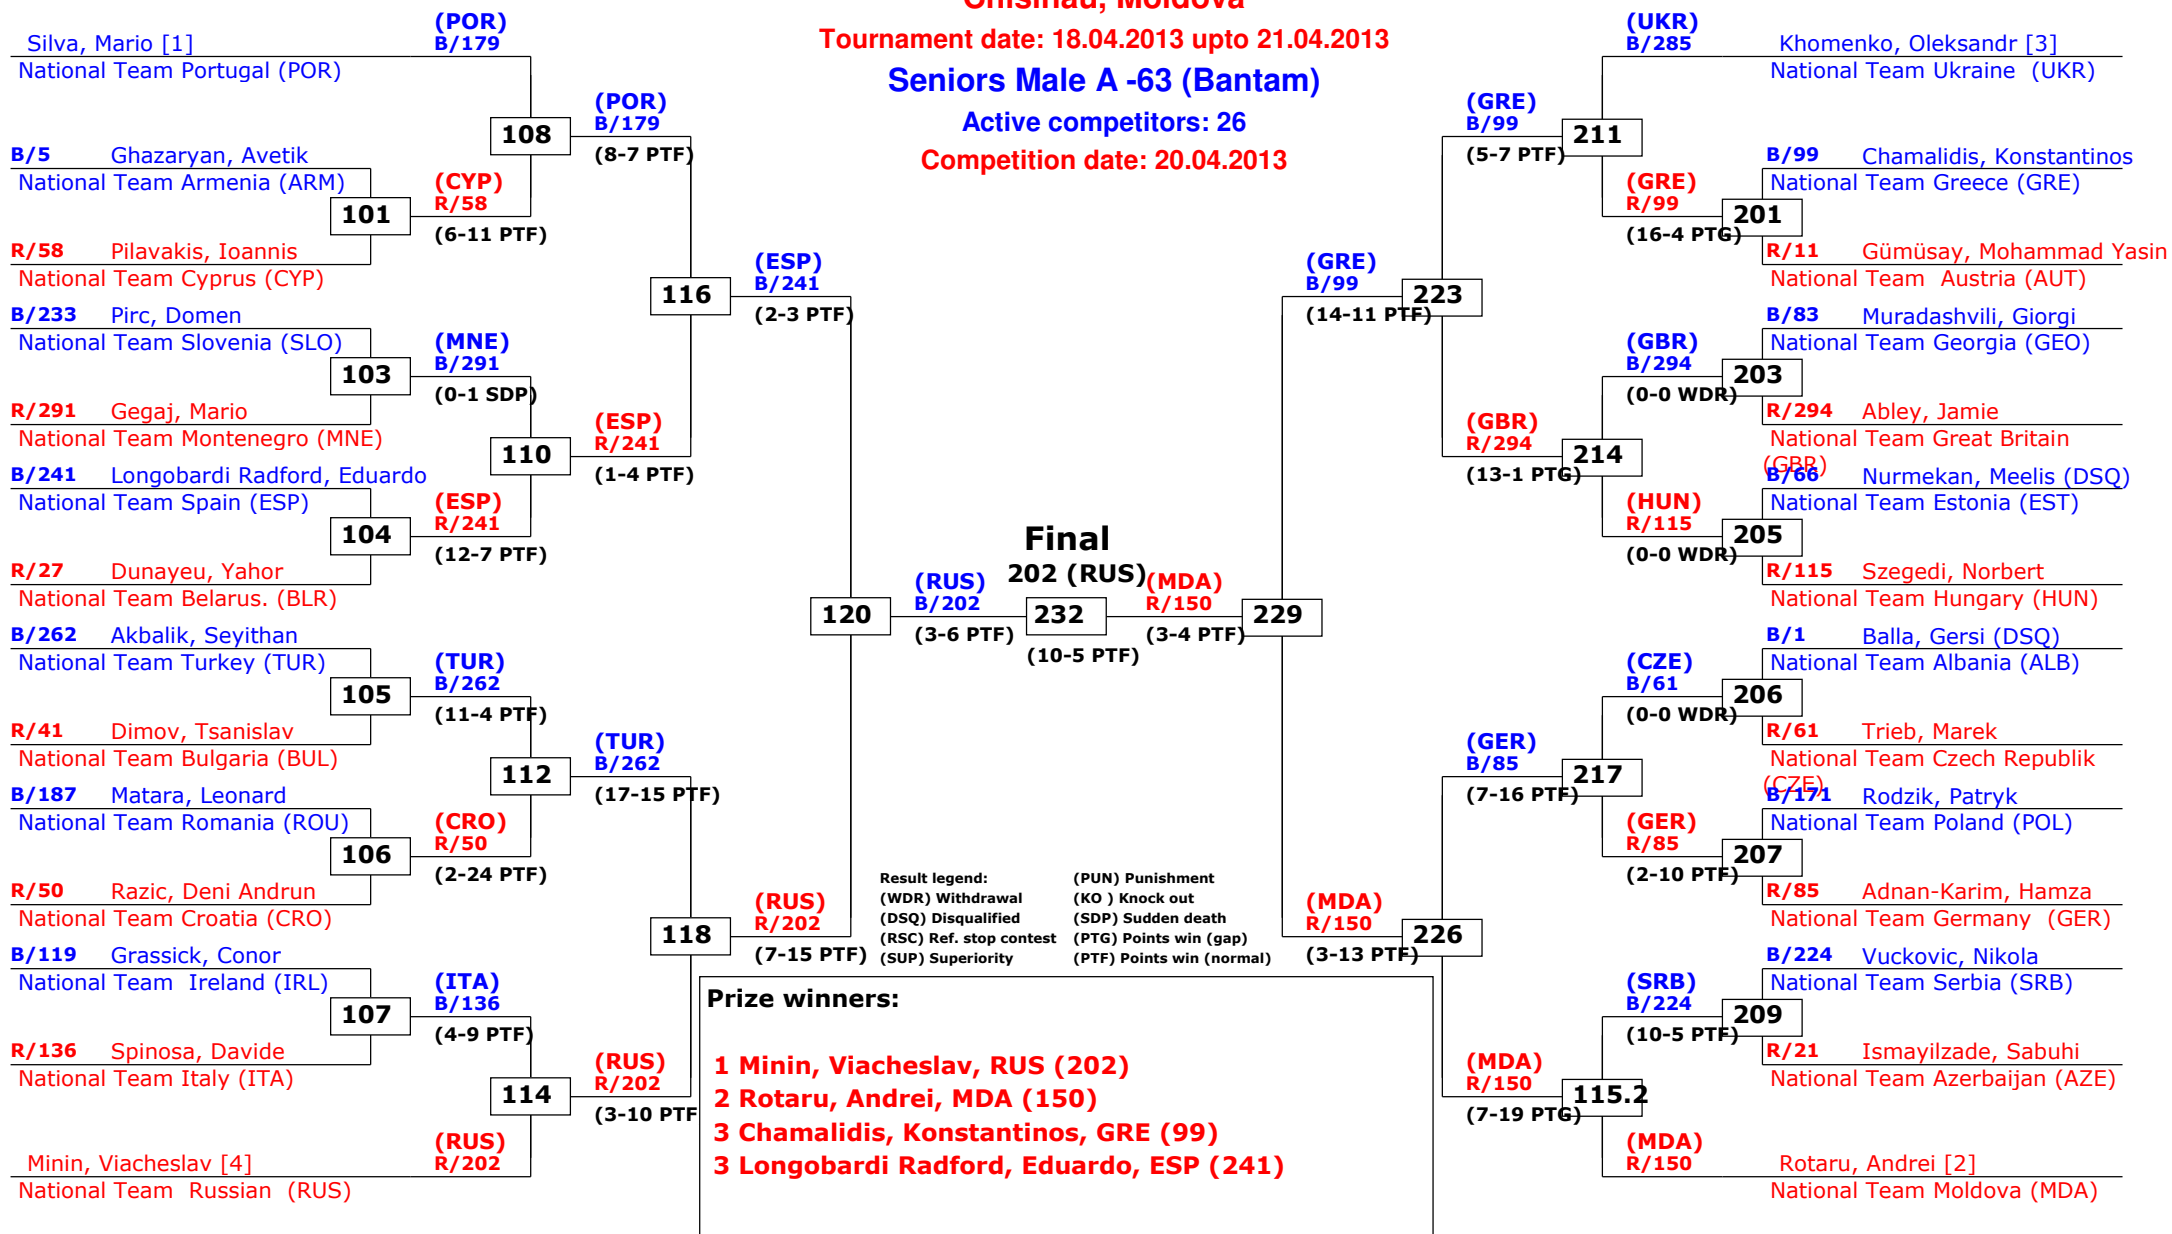 Chisinau, Moldova
Tournament date: 18.04.2013 upto 21.04.2013
Seniors Male A -63 (Bantam)
Active competitors: 26
Competition date: 20.04.2013
Silva, Mario [1]
National Team Portugal (POR)
(POR)
B/179
B/5 Ghazaryan, Avetik
National Team Armenia (ARM)
101
R/58 Pilavakis, Ioannis
National Team Cyprus (CYP)
(CYP)
R/58
(6-11 PTF)
108
(POR)
B/179
(8-7 PTF)
B/233 Pirc, Domen
National Team Slovenia (SLO)
103
R/291 Gegaj, Mario
National Team Montenegro (MNE)
(MNE)
B/291
(0-1 SDP)
110
(ESP)
R/241
(1-4 PTF)
B/241 Longobardi Radford, Eduardo
National Team Spain (ESP)
104
R/27 Dunayeu, Yahor
National Team Belarus. (BLR)
(ESP)
R/241
(12-7 PTF)
116
(ESP)
B/241
(2-3 PTF)
B/262 Akbalik, Seyithan
National Team Turkey (TUR)
105
R/41 Dimov, Tsanislav
National Team Bulgaria (BUL)
(TUR)
B/262
(11-4 PTF)
112
(TUR)
B/262
(17-15 PTF)
B/187 Matara, Leonard
National Team Romania (ROU)
106
R/50 Razic, Deni Andrun
National Team Croatia (CRO)
(CRO)
R/50
(2-24 PTF)
118
(RUS)
R/202
(7-15 PTF)
B/119 Grassick, Conor
National Team Ireland (IRL)
107
R/136 Spinosa, Davide
National Team Italy (ITA)
(ITA)
B/136
(4-9 PTF)
114
(RUS)
R/202
(3-10 PTF
(RUS)
R/202
Minin, Viacheslav [4]
National Team Russian (RUS)
120
(RUS)
B/202
(3-6 PTF)
Final
202 (RUS)
232
(10-5 PTF)
(MDA)
R/150
(3-4 PTF)
229
(UKR)
B/285
Khomenko, Oleksandr [3]
National Team Ukraine (UKR)
(GRE)
B/99
(5-7 PTF)
211
B/99 Chamalidis, Konstantinos
National Team Greece (GRE)
(GRE)
R/99
(16-4 PTG)
201
R/11 Gümüsay, Mohammad Yasin
National Team Austria (AUT)
(GRE)
B/99
(14-11 PTF)
223
B/83 Muradashvili, Giorgi
National Team Georgia (GEO)
(GBR)
B/294
(0-0 WDR)
203
R/294 Abley, Jamie
National Team Great Britain
(GBR)
(GBR)
R/294
(13-1 PTG)
214
B/66 Nurmekan, Meelis (DSQ)
National Team Estonia (EST)
(HUN)
R/115
(0-0 WDR)
205
R/115 Szegedi, Norbert
National Team Hungary (HUN)
B/1 Balla, Gersi (DSQ)
National Team Albania (ALB)
(CZE)
B/61
(0-0 WDR)
206
R/61 Trieb, Marek
National Team Czech Republik
(CZE)
(GER)
B/85
(7-16 PTF)
217
B/171 Rodzik, Patryk
National Team Poland (POL)
(GER)
R/85
(2-10 PTF)
207
R/85 Adnan-Karim, Hamza
National Team Germany (GER)
(MDA)
R/150
(3-13 PTF)
226
B/224 Vuckovic, Nikola
National Team Serbia (SRB)
(SRB)
B/224
(10-5 PTF)
209
R/21 Ismayilzade, Sabuhi
National Team Azerbaijan (AZE)
(MDA)
R/150
(7-19 PTG)
115.2
(MDA)
R/150
Rotaru, Andrei [2]
National Team Moldova (MDA)
Result legend:
(WDR) Withdrawal
(DSQ) Disqualified
(RSC) Ref. stop contest
(SUP) Superiority
(PUN) Punishment
(KO ) Knock out
(SDP) Sudden death
(PTG) Points win (gap)
(PTF) Points win (normal)
Prize winners:
1 Minin, Viacheslav, RUS (202)
2 Rotaru, Andrei, MDA (150)
3 Chamalidis, Konstantinos, GRE (99)
3 Longobardi Radford, Eduardo, ESP (241)